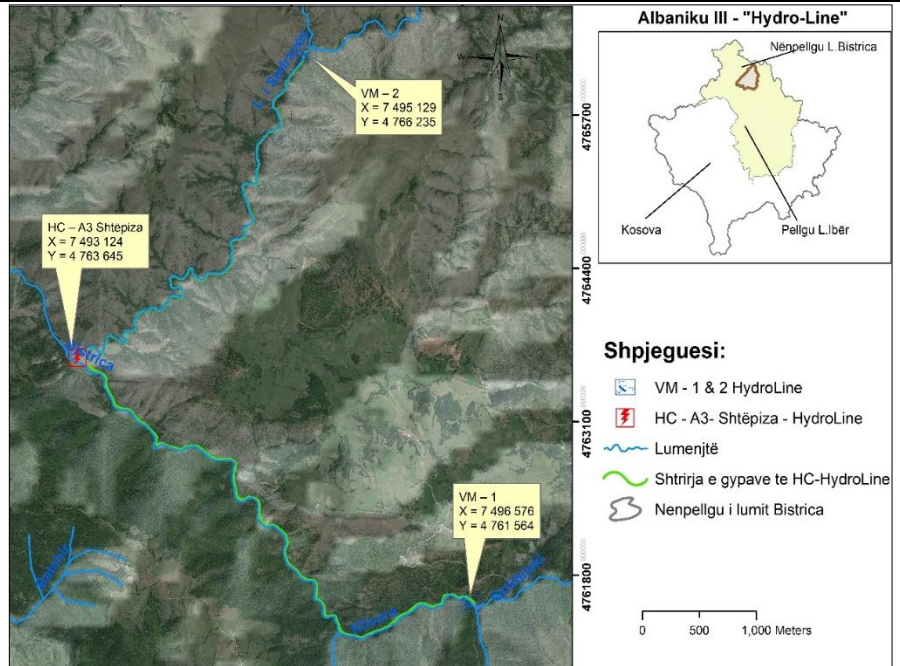 Albaniku III - "Hydro-Line"
Nënpellgu L.Bistrica
Kosova
Pellgu L.Ibër
N
S
VM – 2
X = 7 495 129
Y = 4 766 235
HC – A3 Shtëpiza
X = 7 493 124
Y = 4 763 645
Bistrica
VM – 1
X = 7 496 576
Y = 4 761 564
4765700
4764400
4763100
4761800
Shpjeguesi:
VM - 1 & 2 HydroLine
HC - A3- Shtëpiza - HydroLine
Lumenjtë
Shtrirja e gypave te HC-HydroLine
Nenpellgu i lumit Bistrica
0 500 1,000 Meters